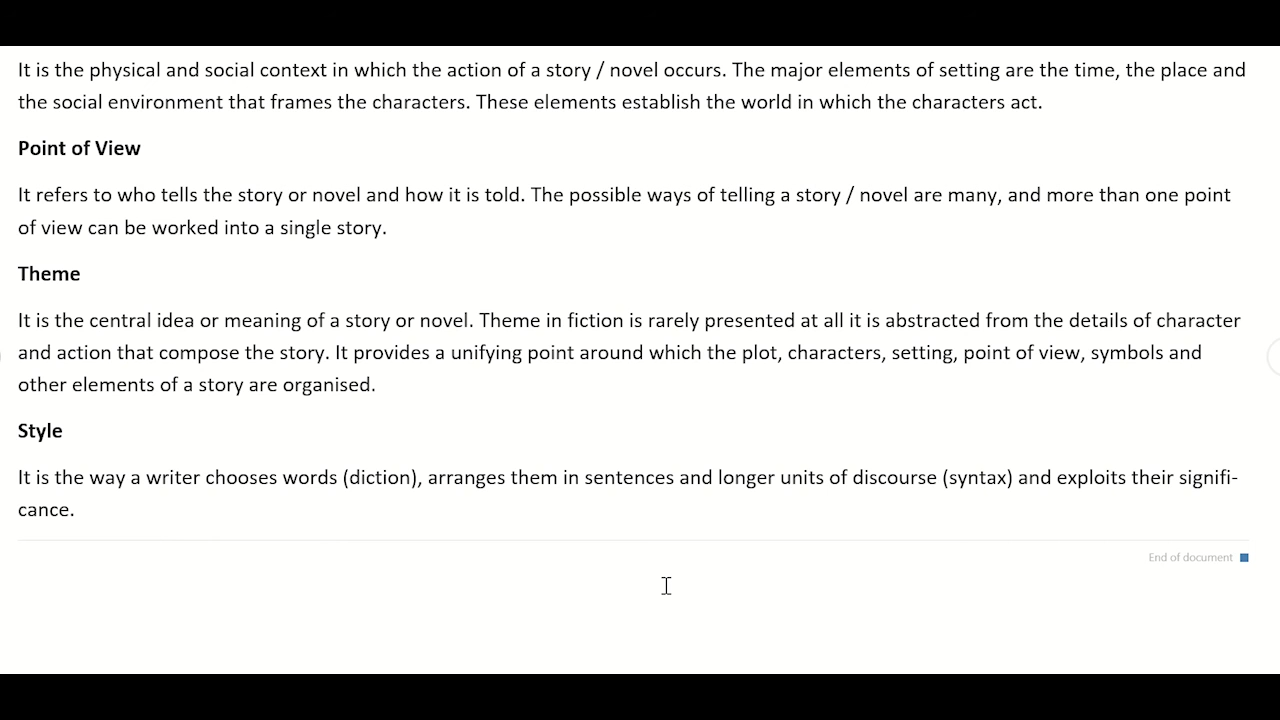 It is the physical and social context in which the action of a story / novel occurs. The major elements of setting are the time, the place and
the social environment that frames the characters. These elements establish the world in which the characters act.
Point of View
It refers to who tells the story or novel and how it is told. The possible ways of telling a story / novel are many, and more than one point
of view can be worked into a single story.
Theme
It is the central idea or meaning of a story or novel. Theme in fiction is rarely presented at all it is abstracted from the details of character
and action that compose the story. It provides a unifying point around which the plot, characters, setting, point of view, symbols and
other elements of a story are organised.
Style
It is the way a writer chooses words (diction), arranges them in sentences and longer units of discourse (syntax) and exploits their signifi-
cance.
End of document